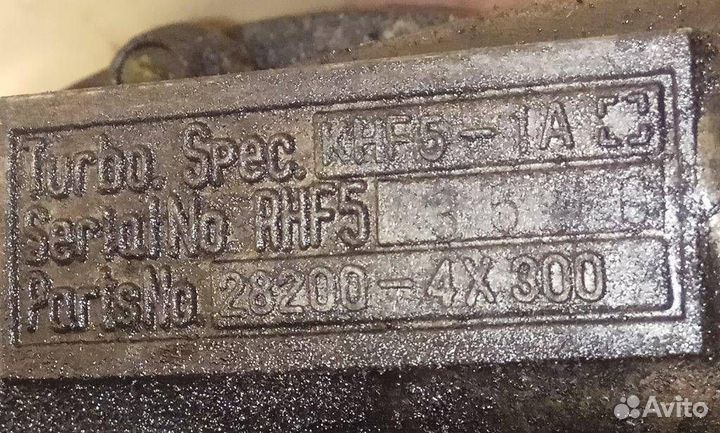 Turbo. Spec. KHF5-1A
Serial No. RHF5
Parts No. 28200-4X300
Avito